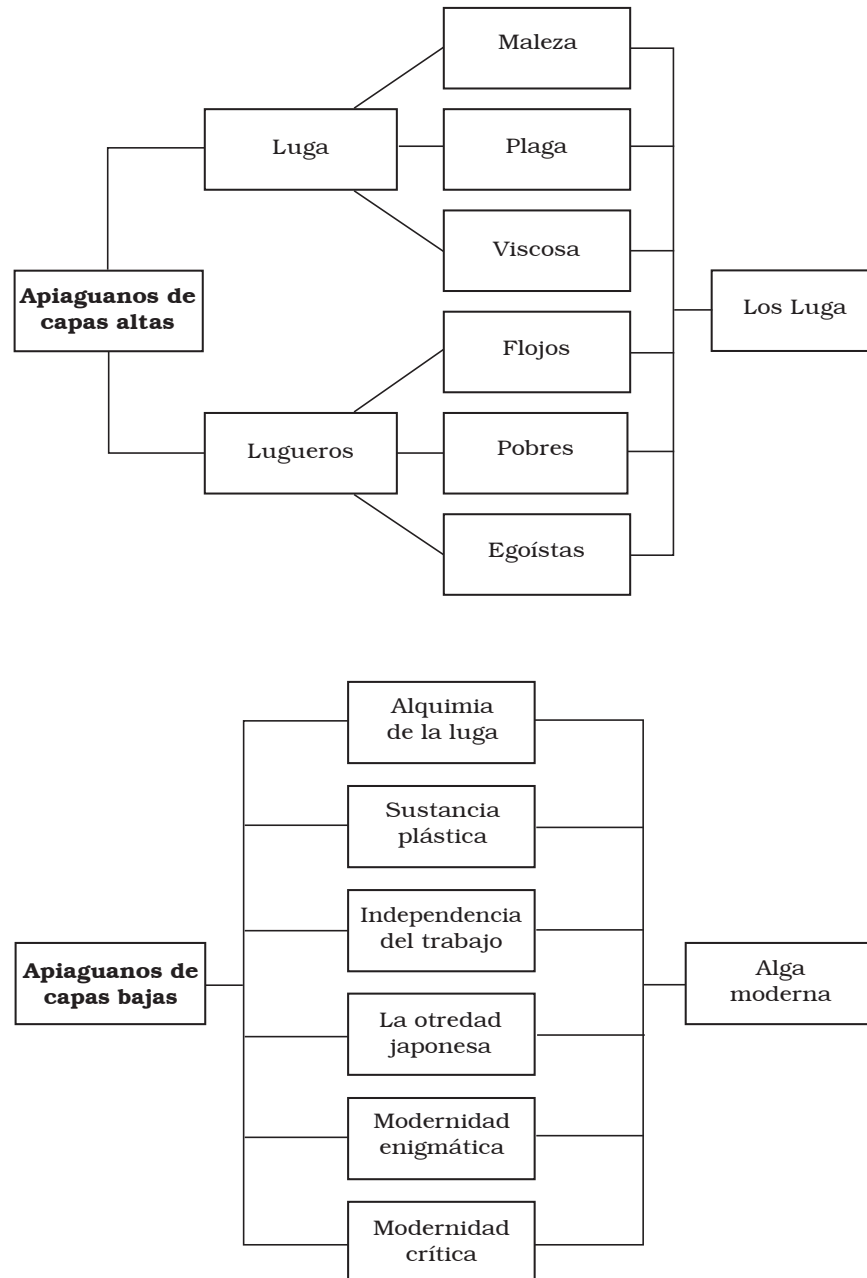 Maleza
Luga
Plaga
Viscosa
Apiaguanos de
capas altas
Los Luga
Flojos
Lugueros
Pobres
Egoístas
Alquimia
de la luga
Sustancia
plástica
Independencia
del trabajo
Apiaguanos de
capas bajas
Alga
moderna
La otredad
japonesa
Modernidad
enigmática
Modernidad
crítica